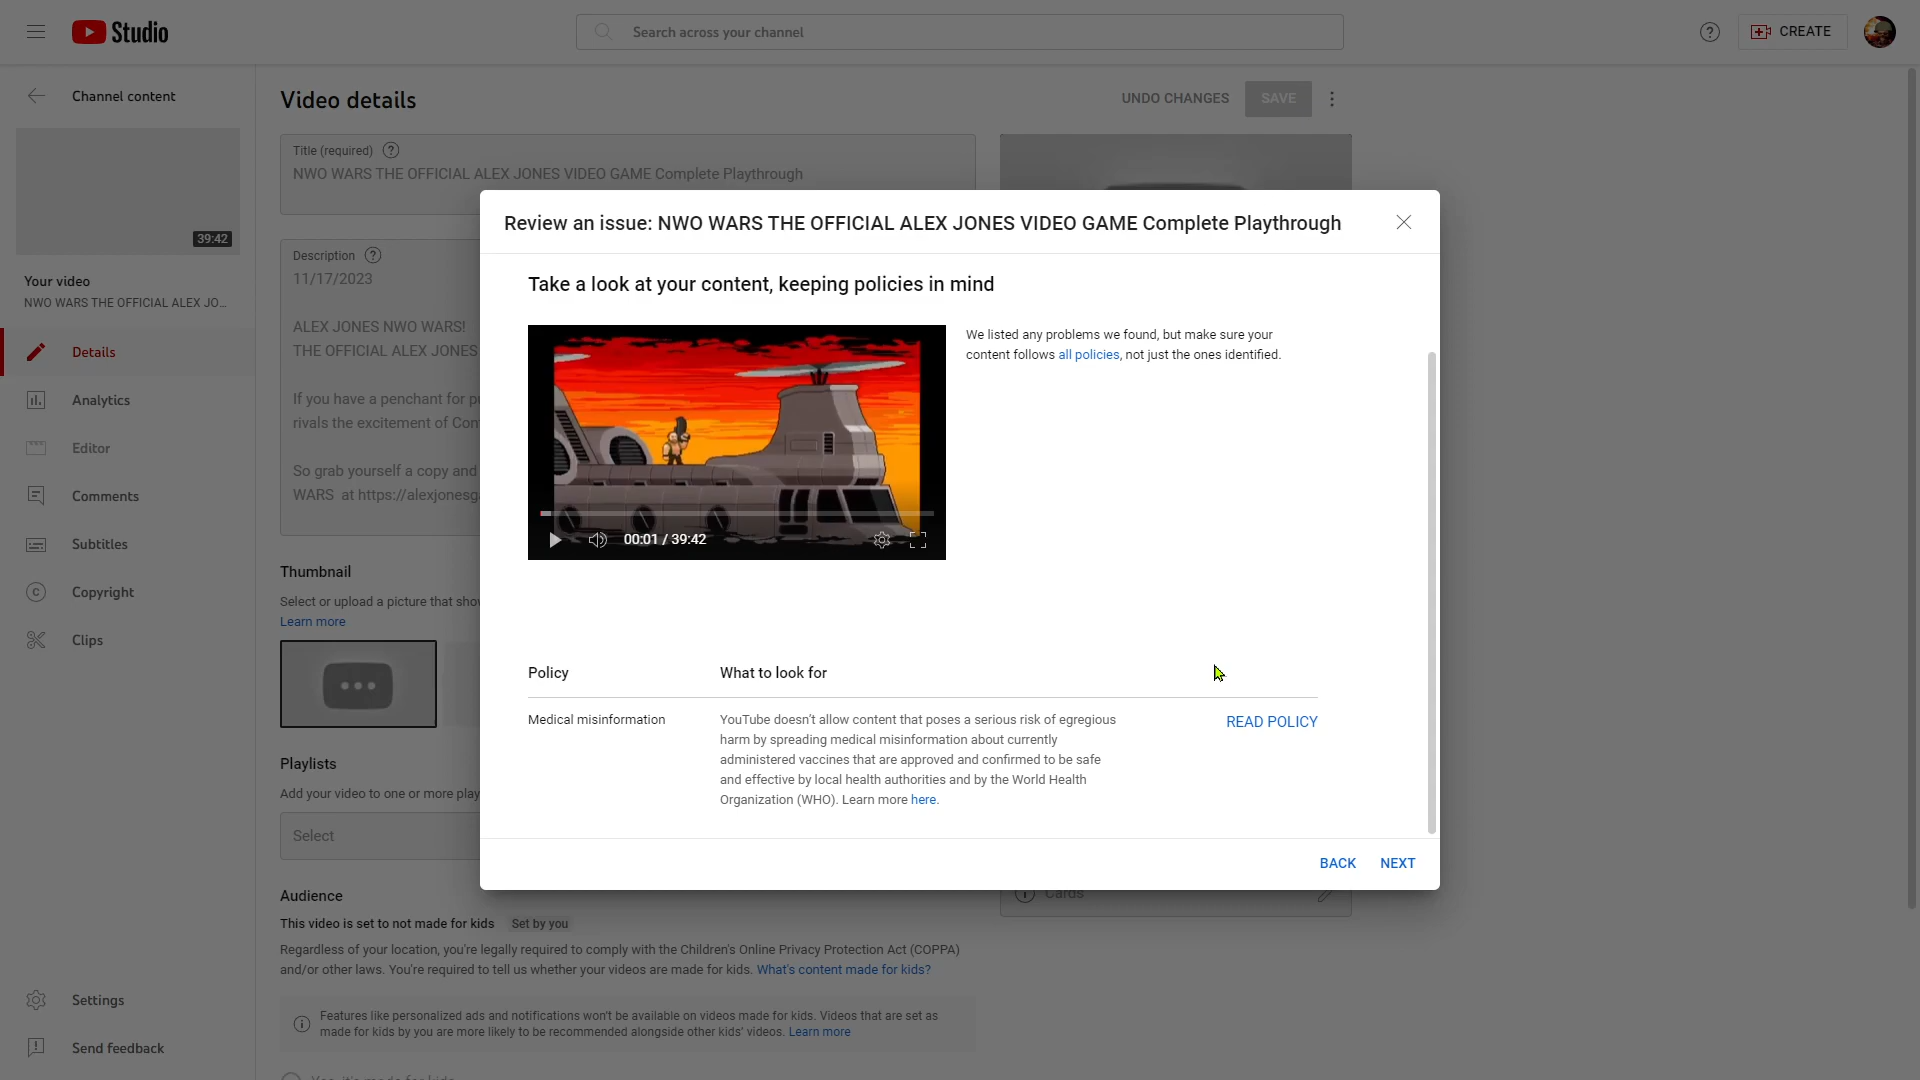 Studio
Search across your channel
CREATE
Channel content
39:42
Your video
NWO WARS THE OFFICIAL ALEX JO...
Details
Analytics
Editor
Comments
Subtitles
Copyright
Clips
Settings
Send feedback
Video details
UNDO CHANGES
SAVE
Title (required)
NWO WARS THE OFFICIAL ALEX JONES VIDEO GAME Complete Playthrough
Description
11/17/2023
ALEX JONES NWO WARS!
THE OFFICIAL ALEX JONES
If you have a penchant for
rivals the excitement of
So grab yourself a copy and
WARS at
Thumbnail
Select or upload a picture that
Learn more
Playlists
Add your video to one or more
Select
Audience
This video is set to not made for kids Set by you
Regardless of your location, you're legally required to comply with the Children's Online Privacy Protection Act (COPPA)
and/or other laws. You're required to tell us whether your videos are made for kids. What's content made for kids?
Features like personalized ads and notifications won't be available on videos made for kids. Videos that are set as
made for kids by you are more likely to be recommended alongside other kids' videos. Learn more
Review an issue: NWO WARS THE OFFICIAL ALEX JONES VIDEO GAME Complete Playthrough
Take a look at your content, keeping policies in mind
We listed any problems we found, but make sure your
content follows all policies, not just the ones identified.
00:01 / 39:42
Policy
What to look for
Medical misinformation
YouTube doesn't allow content that poses a serious risk of egregious
harm by spreading medical misinformation about currently
administered vaccines that are approved and confirmed to be safe
and effective by local health authorities and by the World Health
Organization (WHO). Learn more here.
READ POLICY
BACK
NEXT
Cards